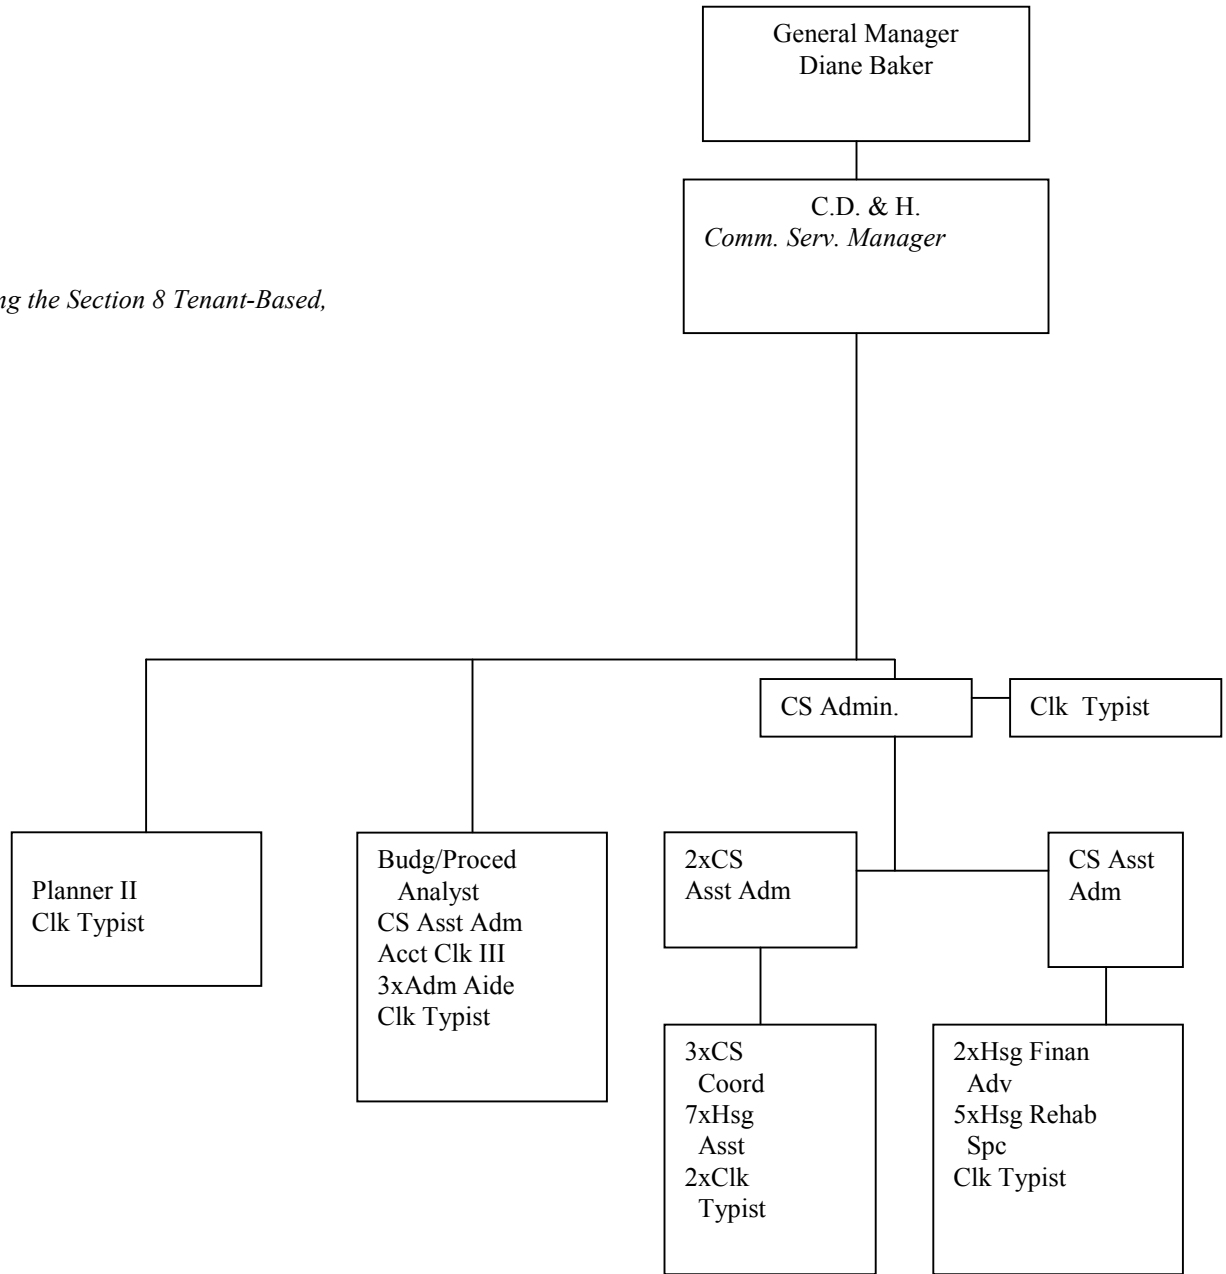 General Manager
Diane Baker
C.D. & H.
Comm. Serv. Manager
ng the Section 8 Tenant-Based,
CS Admin.
Clk Typist
Planner II
Clk Typist
Budg/Proced
Analyst
CS Asst Adm
Acct Clk III
3xAdm Aide
Clk Typist
2xCS
Asst Adm
CS Asst
Adm
3xCS
Coord
7xHsg
Asst
2xClk
Typist
2xHsg Finan
Adv
5xHsg Rehab
Spc
Clk Typist